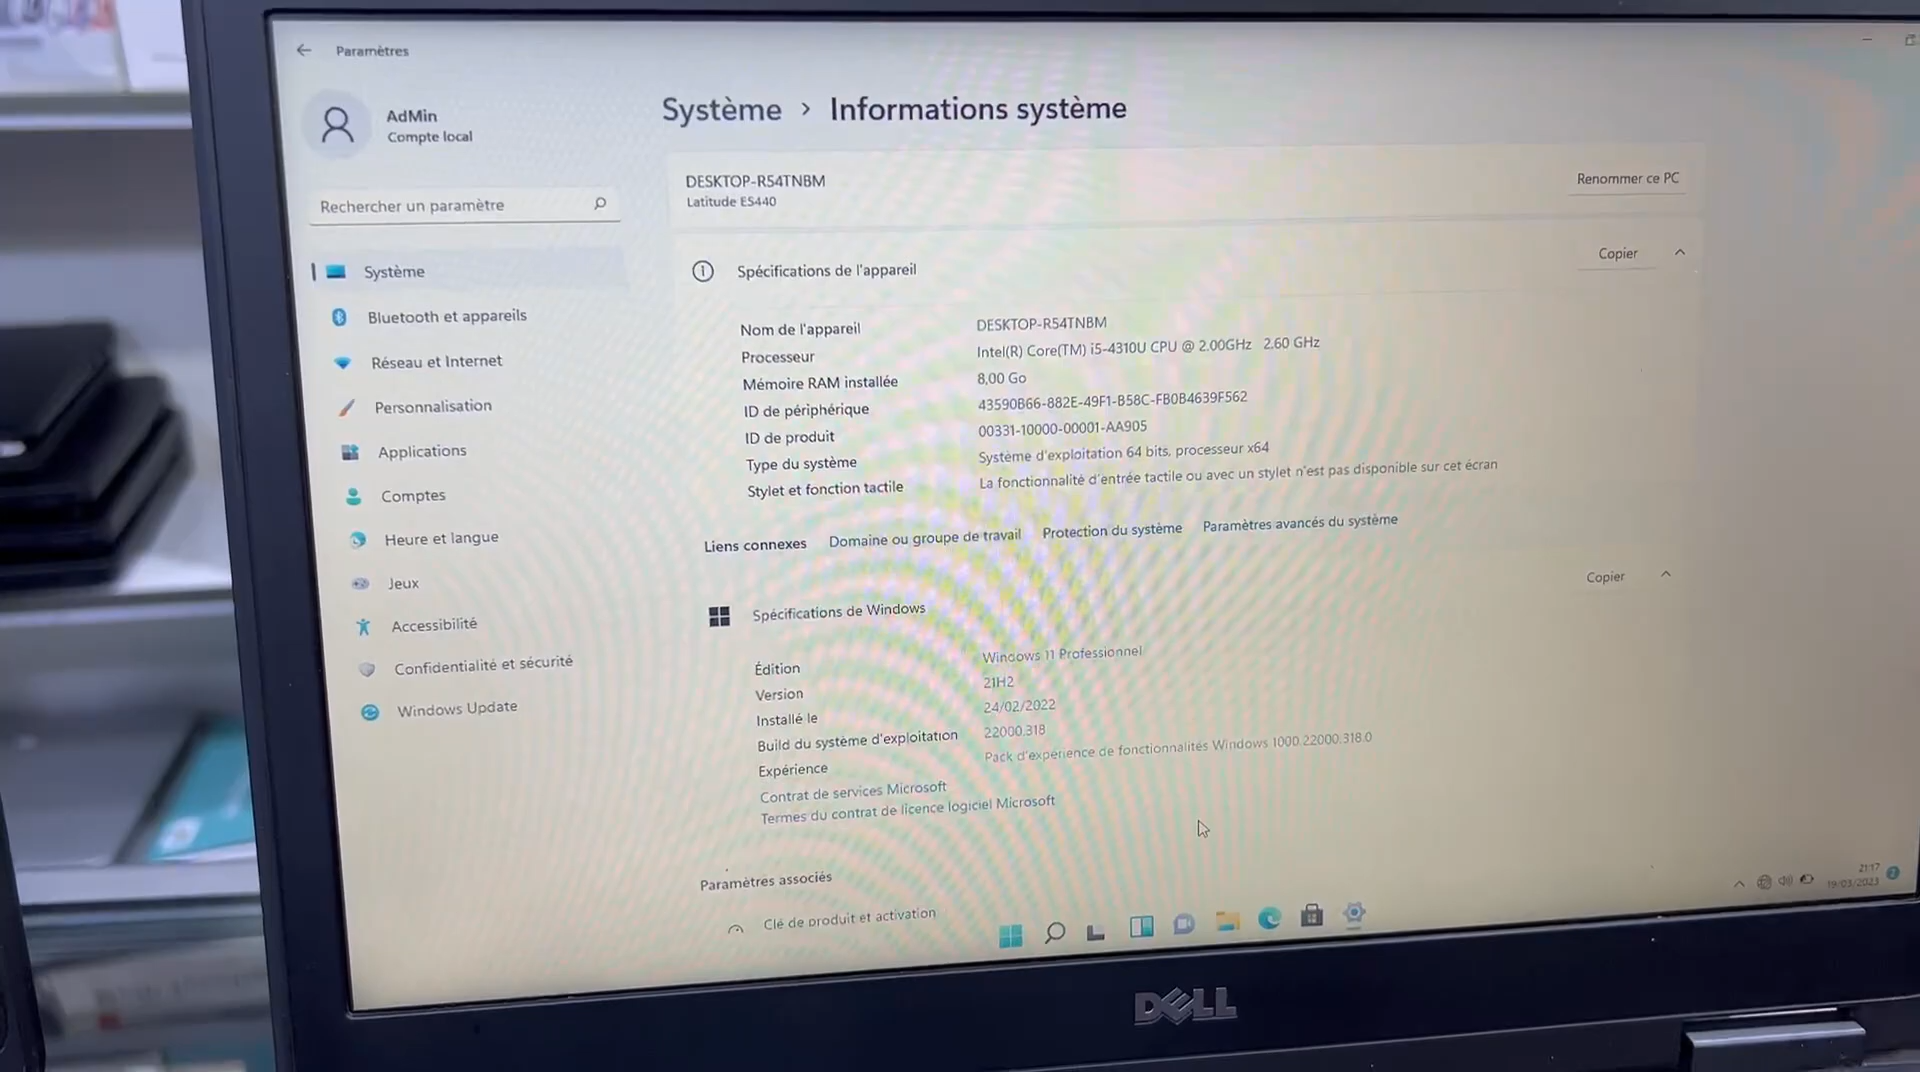 Paramètres
AdMin
Compte local
Rechercher un paramètre
Système
Bluetooth et appareils
Réseau et Internet
Personnalisation
Applications
Comptes
Heure et langue
Jeux
Accessibilité
Confidentialité et sécurité
Windows Update
Système > Informations système
DESKTOP-R54TNBM
Latitude E5440
Renommer ce PC
Spécifications de l'appareil
Copier
Nom de l'appareil DESKTOP-R54TNBM
Processeur Intel(R) Core(TM) i5-4310U CPU @ 2.00GHz 2.60 GHz
Mémoire RAM installée 8,00 Go
ID de périphérique 43590B66-882E-49F1-B58C-FB0B4639F562
ID de produit 00331-10000-00001-AA905
Type du système Système d'exploitation 64 bits, processeur x64
Stylet et fonction tactile La fonctionnalité d'entrée tactile ou avec un stylet n'est pas disponible sur cet écran
Liens connexes Domaine ou groupe de travail Protection du système Paramètres avancés du système
Spécifications de Windows
Copier
Édition Windows 11 Professionnel
Version 21H2
Installé le 24/02/2022
Build du système d'exploitation 22000.318
Expérience Pack d'expérience de fonctionnalités Windows 1000.22000.318.0
Contrat de services Microsoft
Termes du contrat de licence logiciel Microsoft
Paramètres associés
Clé de produit et activation
21:17
19/03/2023
2
DELL